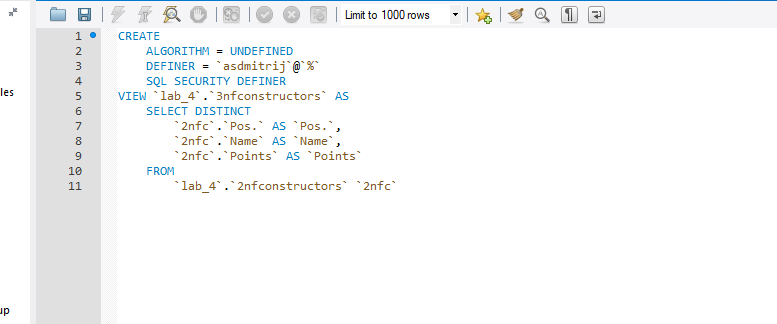 Limit to 1000 rows
1 CREATE
2 ALGORITHM = UNDEFINED
3 DEFINER = `asdmitrij`@`%`
4 SQL SECURITY DEFINER
5 VIEW `lab_4`.`3nfconstructors` AS
6 SELECT DISTINCT
7 `2nfc`.`Pos.` AS `Pos.`,
8 `2nfc`.`Name` AS `Name`,
9 `2nfc`.`Points` AS `Points`
10 FROM
11 `lab_4`.`2nfconstructors` `2nfc`
les
up